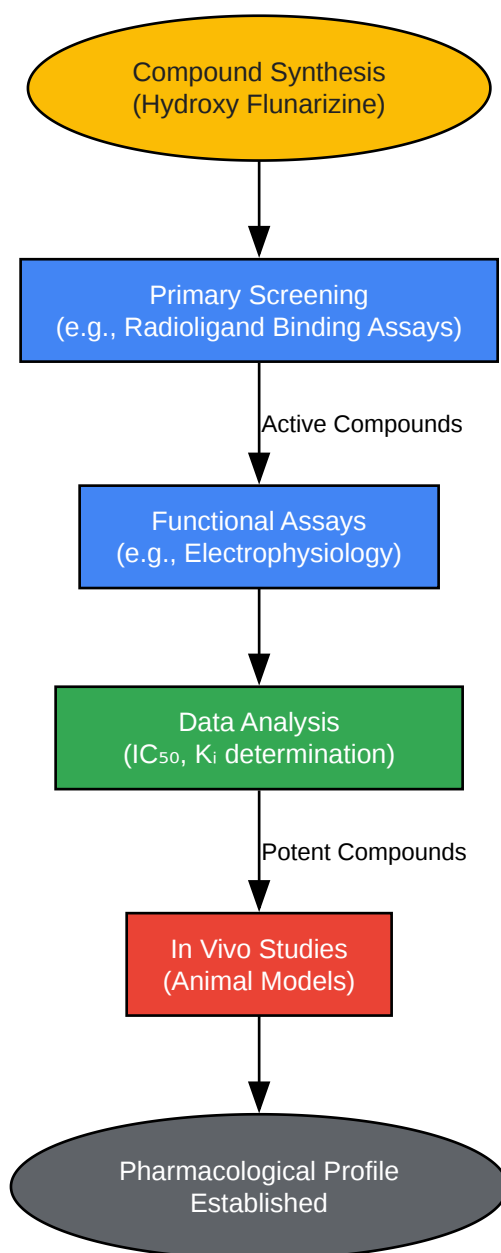 Compound Synthesis
(Hydroxy Flunarizine)
Primary Screening
(e.g., Radioligand Binding Assays)
Active Compounds
Functional Assays
(e.g., Electrophysiology)
Data Analysis
(IC₅₀, Kᵢ determination)
Potent Compounds
In Vivo Studies
(Animal Models)
Pharmacological Profile
Established